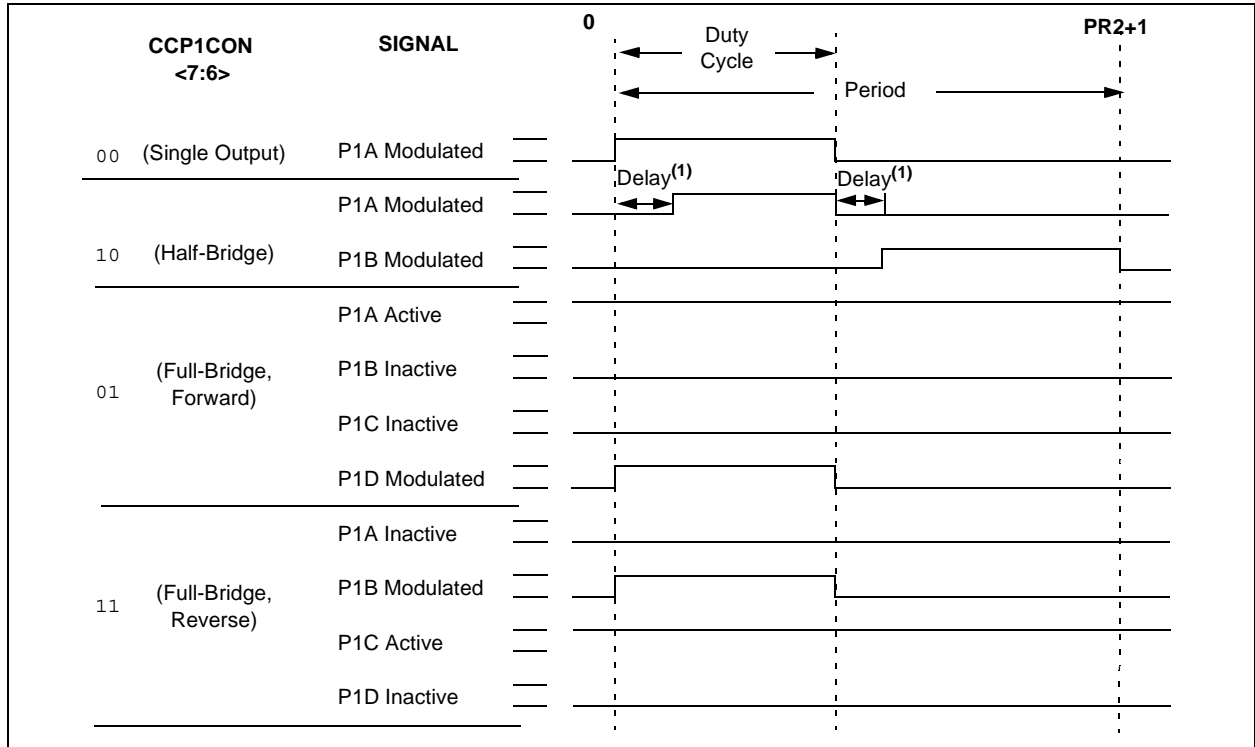 CCP1CON
<7:6>
SIGNAL
0
PR2+1
Duty
Cycle
Period
00
(Single Output)
P1A Modulated
Delay(1)
Delay(1)
P1A Modulated
10
(Half-Bridge)
P1B Modulated
P1A Active
01
(Full-Bridge,
Forward)
P1B Inactive
P1C Inactive
P1D Modulated
P1A Inactive
11
(Full-Bridge,
Reverse)
P1B Modulated
P1C Active
P1D Inactive